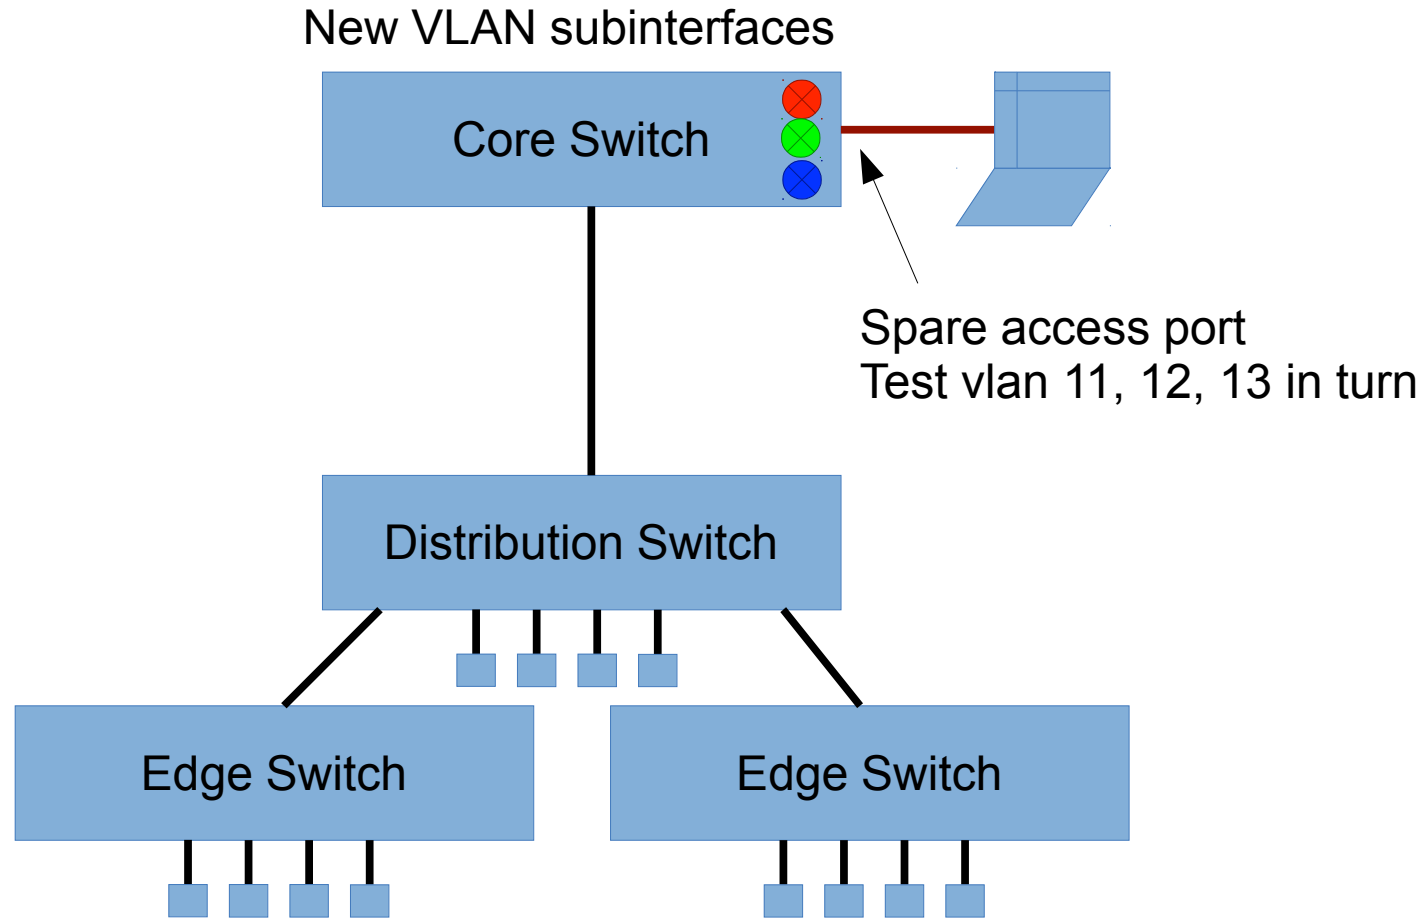 New VLAN subinterfaces
Core Switch
Spare access port
Test vlan 11, 12, 13 in turn
Distribution Switch
Edge Switch
Edge Switch